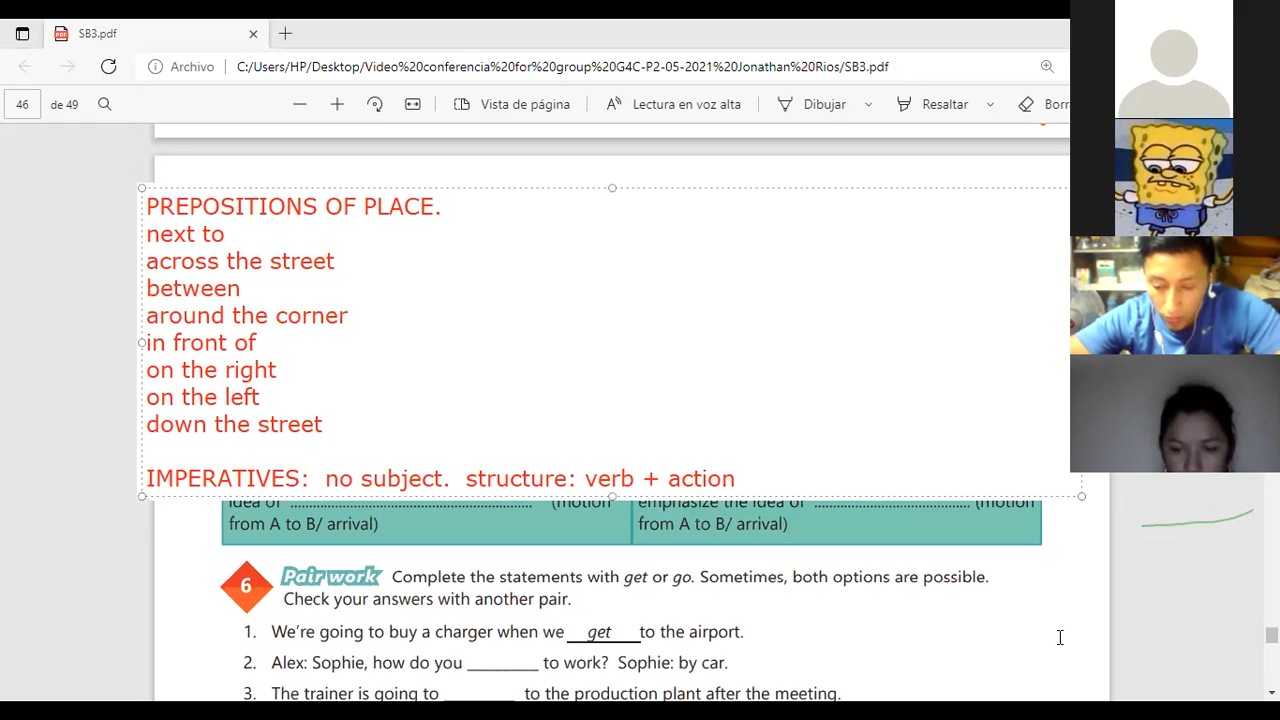 SB3.pdf
Archivo
C:/Users/HP/Desktop/Video%20conferencia%20for%20group%20G4C-P2-05-2021%20Jonathan%20Rios/SB3.pdf
46 de 49
Vista de página
Lectura en voz alta
Dibujar
Resaltar
Borr
PREPOSITIONS OF PLACE.
next to
across the street
between
around the corner
in front of
on the right
on the left
down the street
IMPERATIVES: no subject. structure: verb + action
idea of ................................................ (motion
from A to B/ arrival)
emphasize the idea of ........................................ (motion
from A to B/ arrival)
6 Pair work Complete the statements with get or go. Sometimes, both options are possible.
Check your answers with another pair.
1. We're going to buy a charger when we get to the airport.
2. Alex: Sophie, how do you _________ to work? Sophie: by car.
3. The trainer is going to _________ to the production plant after the meeting.